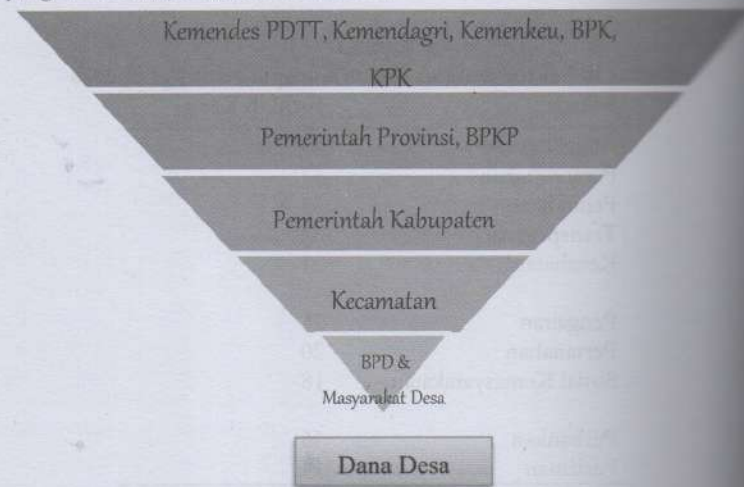 Kemendes PDTT, Kemendagri, Kemenkeu, BPK,
KPK
Pemerintah Provinsi, BPKP
Pemerintah Kabupaten
Kecamatan
BPD &
Masyarakat Desa
Dana Desa